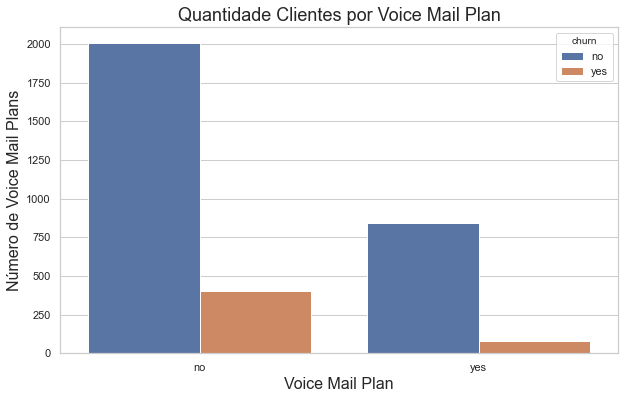 Quantidade Clientes por Voice Mail Plan
churn
no
yes
Número de Voice Mail Plans
2000
1750
1500
1250
1000
750
500
250
0
no
yes
Voice Mail Plan